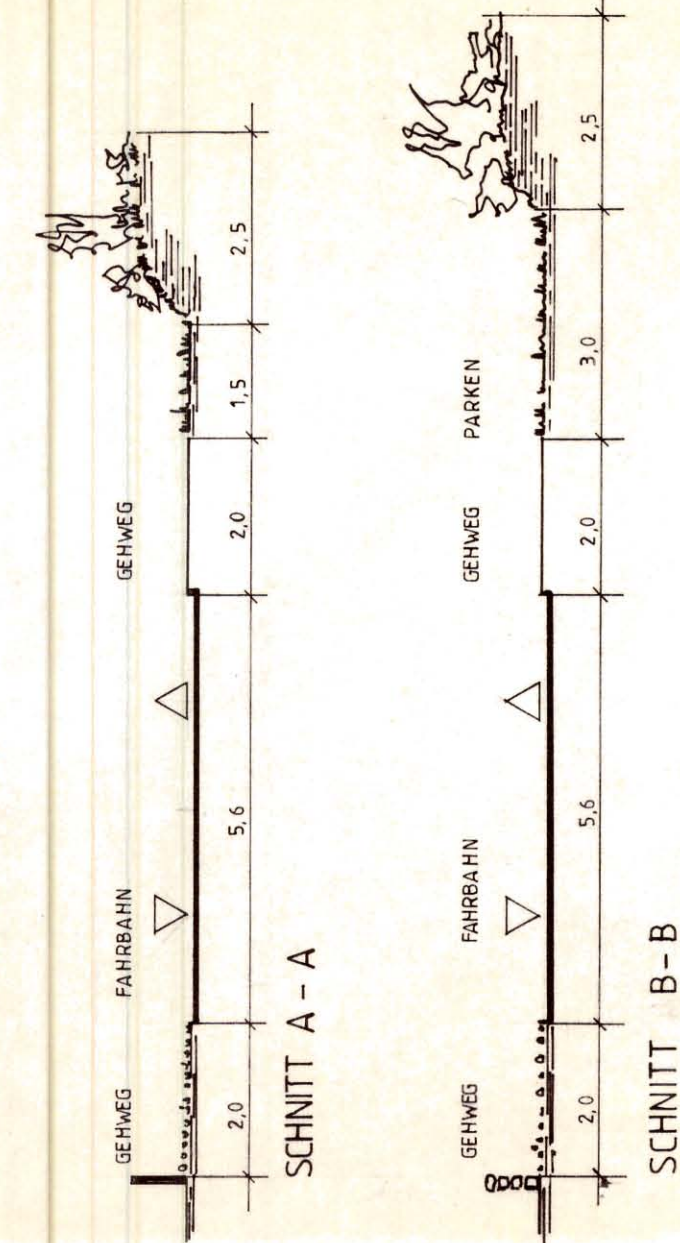 GEHWEG FAHRBAHN GEHWEG
2,0 5,6 2,0 1,5 2,5
SCHNITT A-A
GEHWEG FAHRBAHN GEHWEG PARKEN
2,0 5,6 2,0 3,0 2,5
SCHNITT B-B